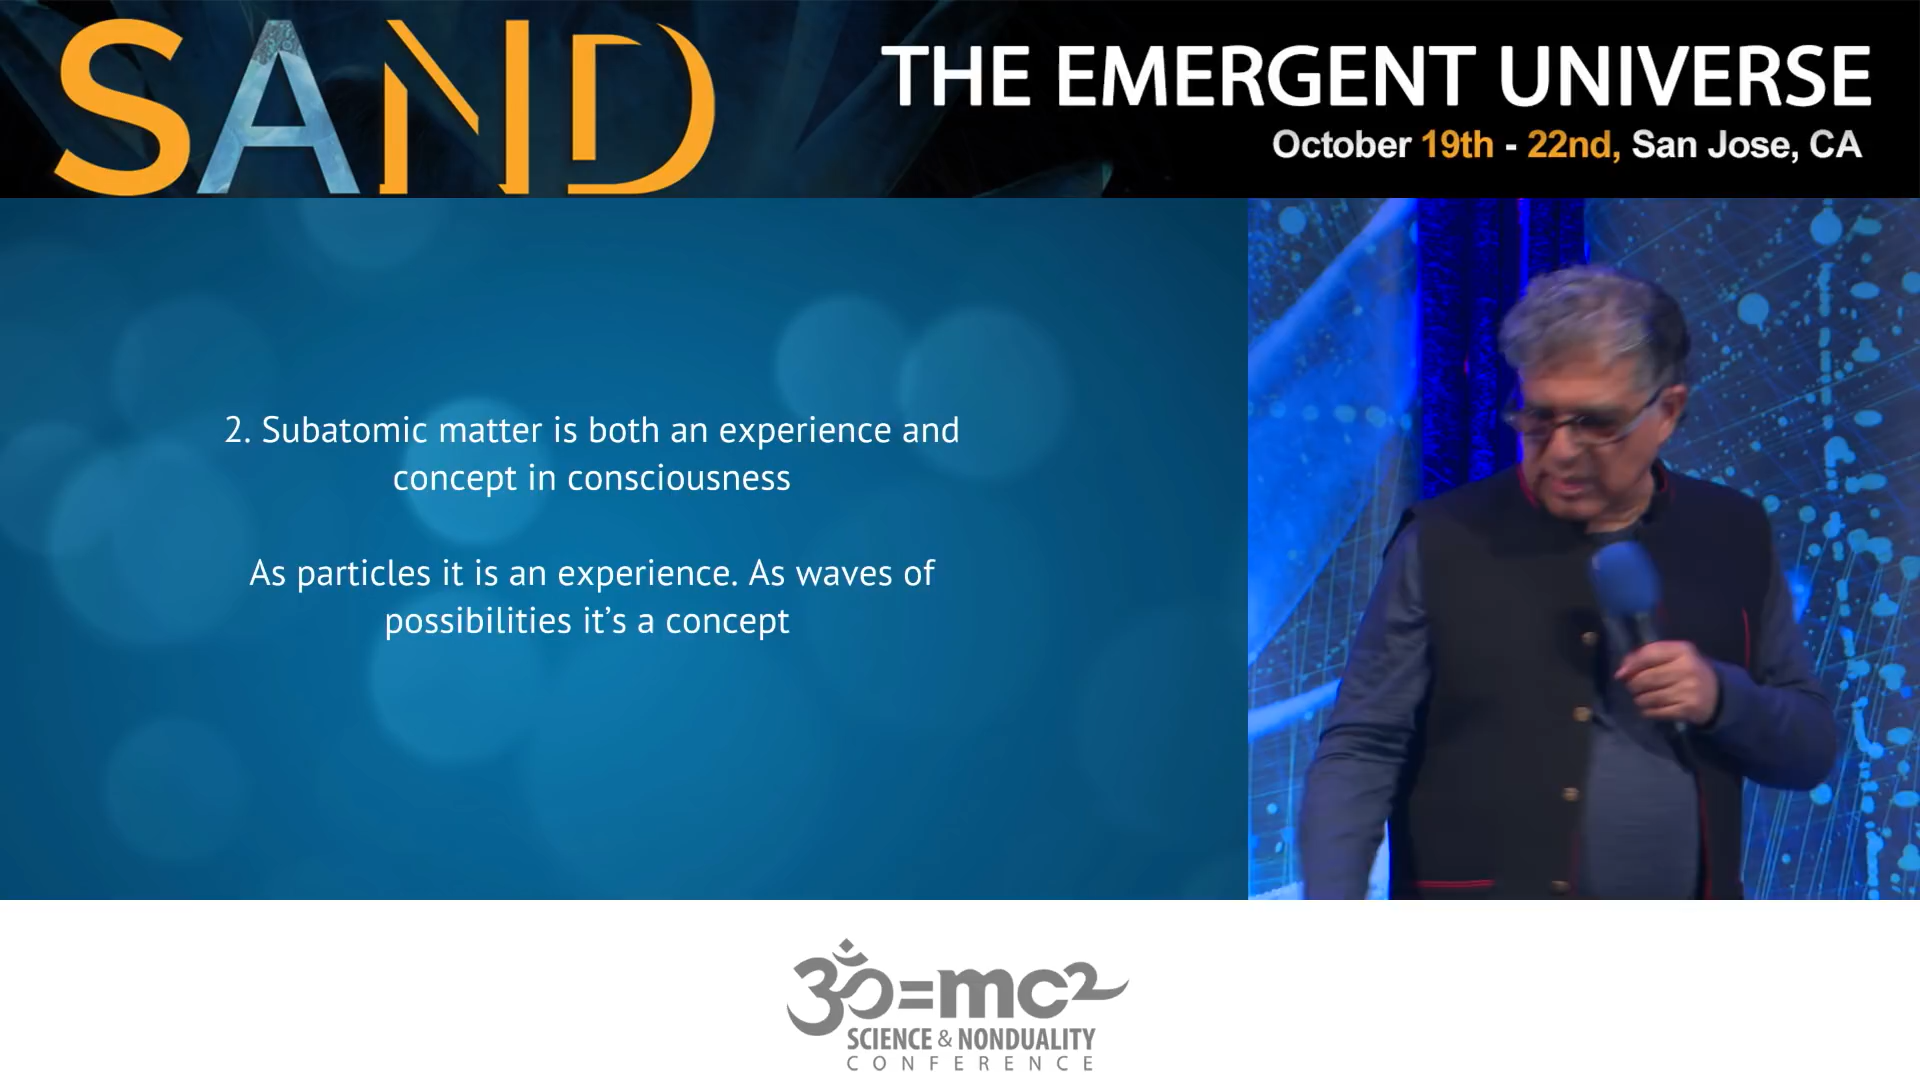 SAND
THE EMERGENT UNIVERSE
October 19th - 22nd, San Jose, CA
2. Subatomic matter is both an experience and
concept in consciousness
As particles it is an experience. As waves of
possibilities it’s a concept
ॐ=mc2
SCIENCE & NONDUALITY
CONFERENCE